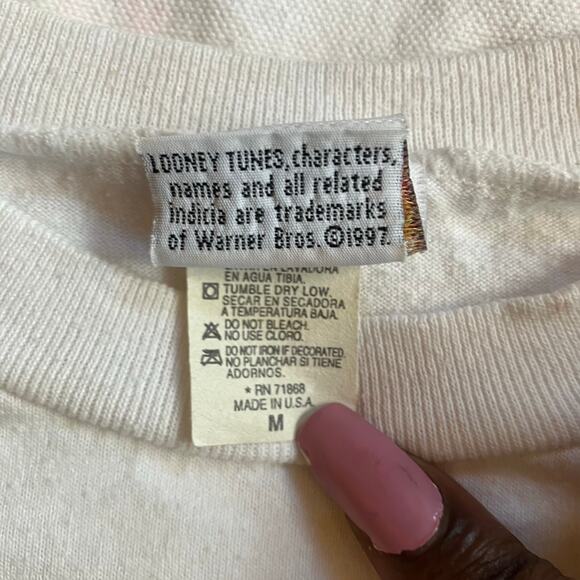 LOONEY TUNES, characters,
names and all related
indicia are trademarks
of Warner Bros. ©1997.
EN LAVADORA
EN AGUA TIBIA.
TUMBLE DRY LOW.
SECAR EN SECADORA
A TEMPERATURA BAJA.
DO NOT BLEACH.
NO USE CLORO.
DO NOT IRON IF DECORATED.
NO PLANCHAR SI TIENE
ADORNOS.
* RN 71868
MADE IN U.S.A.
M